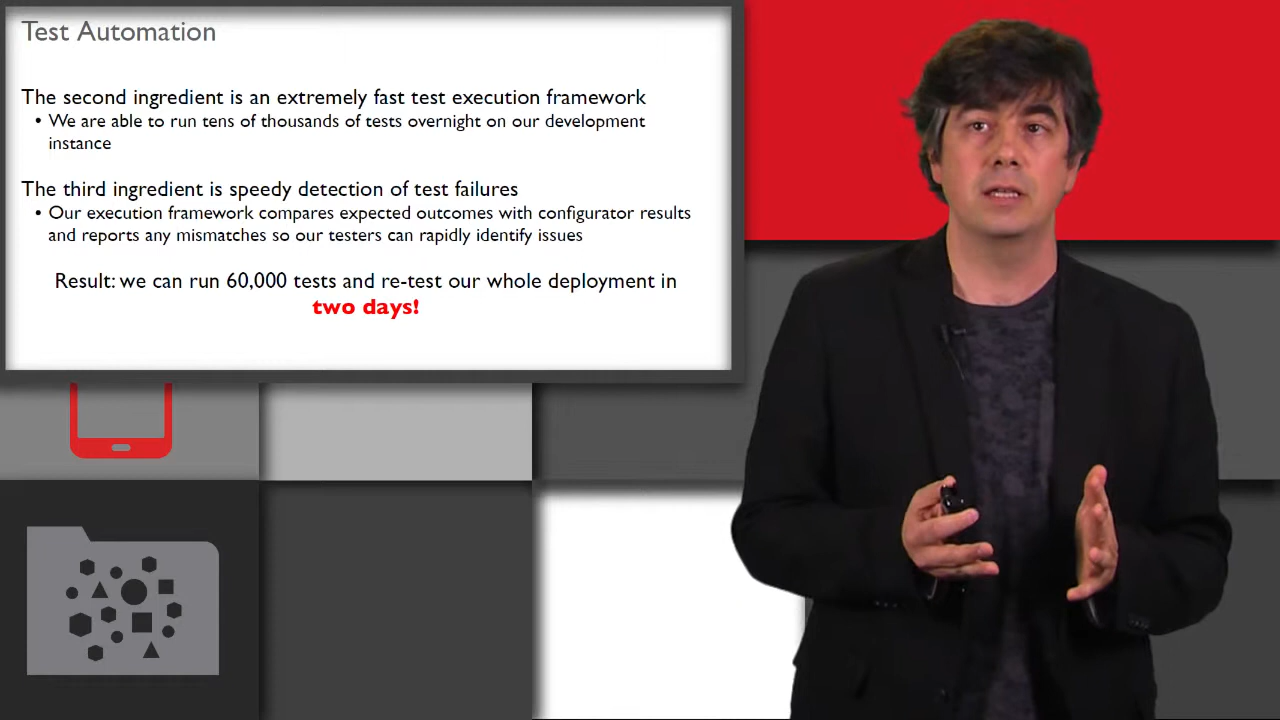 Test Automation
The second ingredient is an extremely fast test execution framework
• We are able to run tens of thousands of tests overnight on our development
instance
The third ingredient is speedy detection of test failures
• Our execution framework compares expected outcomes with configurator results
and reports any mismatches so our testers can rapidly identify issues
Result: we can run 60,000 tests and re-test our whole deployment in
two days!